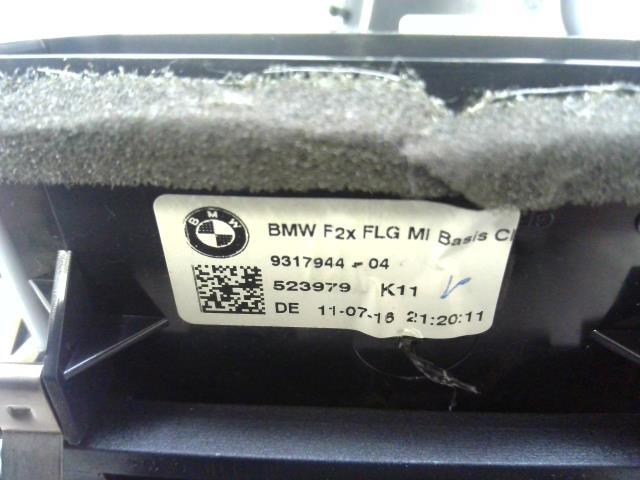 BMW
BMW F2x FLG MI Basis
9317944-04
523979 K11
DE 11-07-16 21:20:11